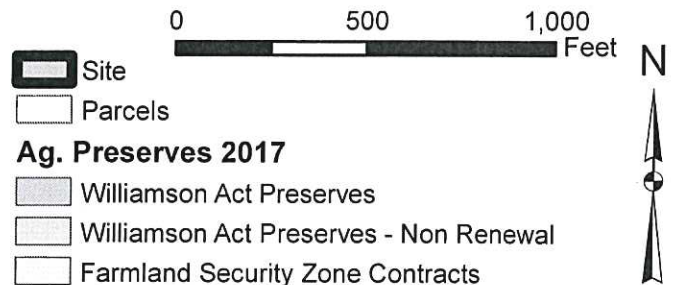 0 500 1,000
Feet
N
Site
Parcels
Ag. Preserves 2017
Williamson Act Preserves
Williamson Act Preserves - Non Renewal
Farmland Security Zone Contracts